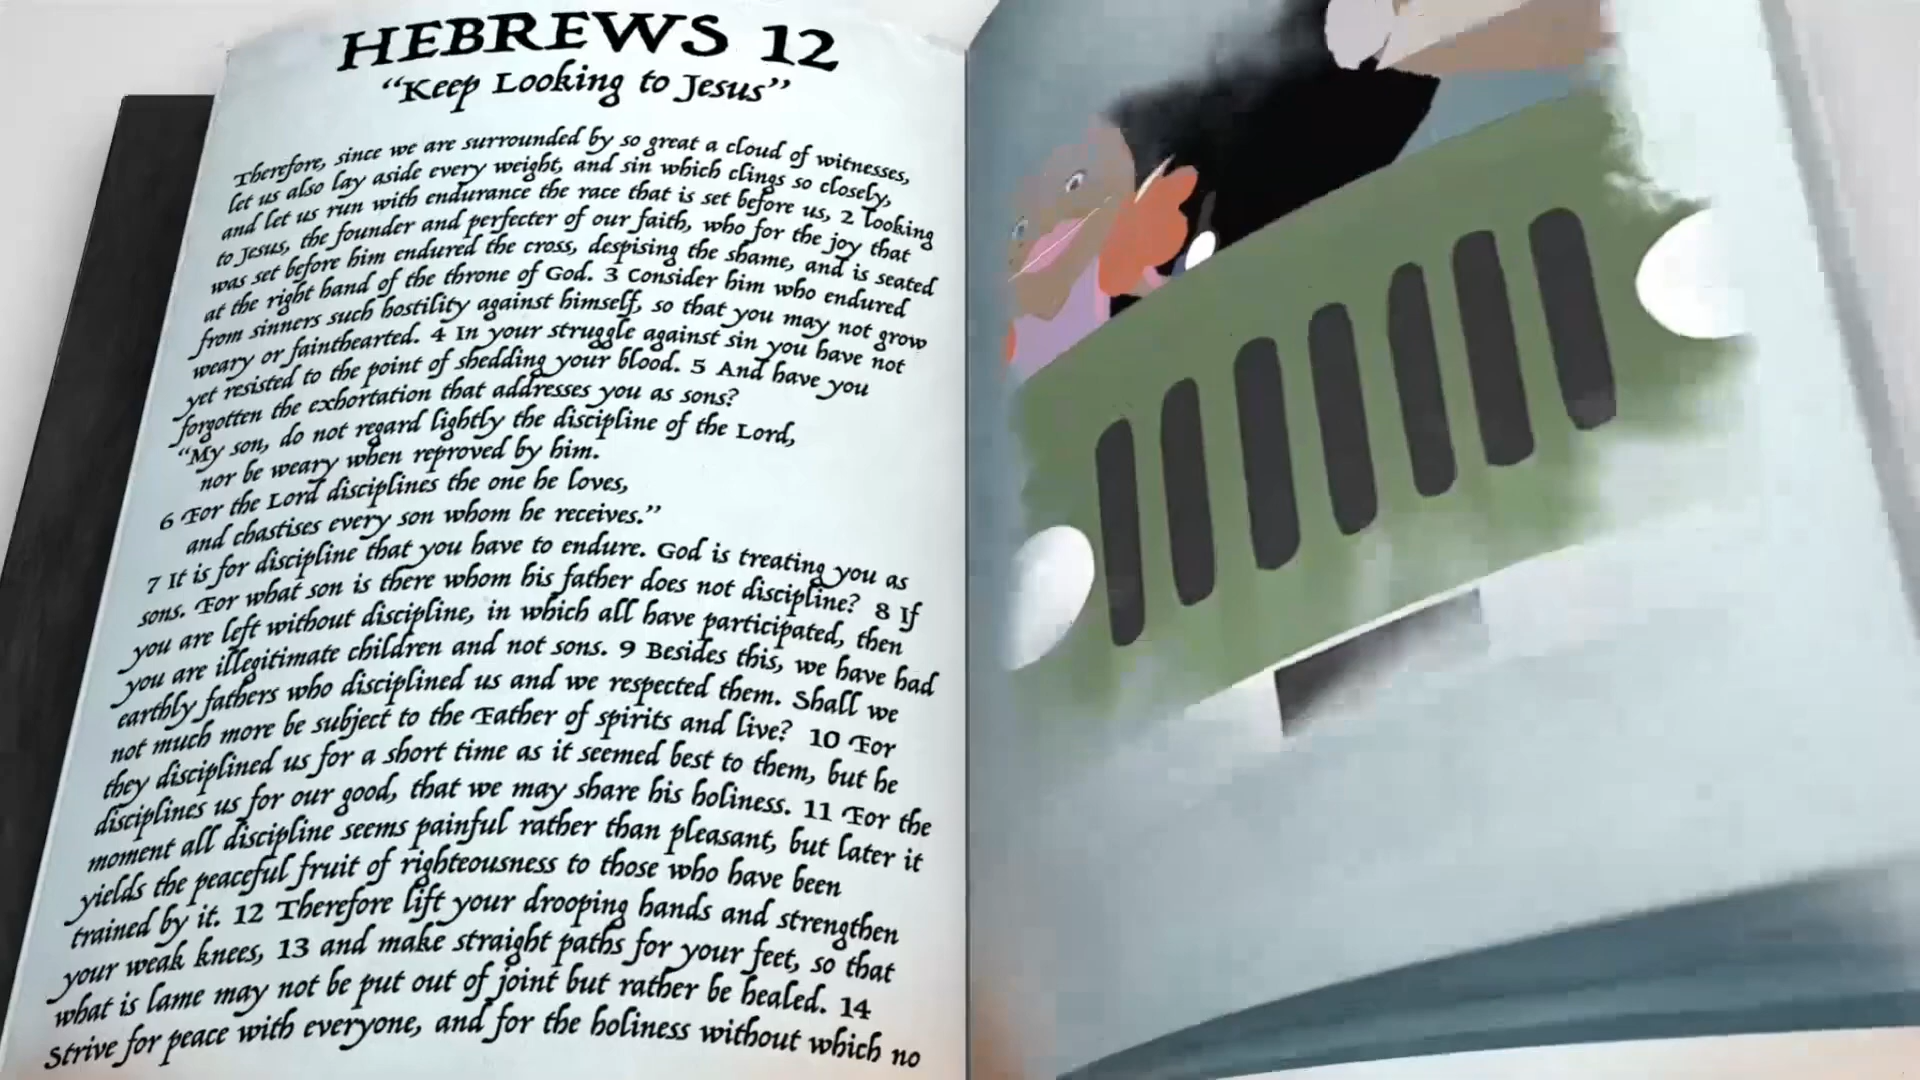 HEBREWS 12
“Keep Looking to Jesus”
Therefore, since we are surrounded by so great a cloud of witnesses,
let us also lay aside every weight, and sin which clings so closely,
and let us run with endurance the race that is set before us, 2 looking
to Jesus, the founder and perfecter of our faith, who for the joy that
was set before him endured the cross, despising the shame, and is seated
at the right hand of the throne of God. 3 Consider him who endured
from sinners such hostility against himself, so that you may not grow
weary or fainthearted. 4 In your struggle against sin you have not
yet resisted to the point of shedding your blood. 5 And have you
forgotten the exhortation that addresses you as sons?
“My son, do not regard lightly the discipline of the Lord,
nor be weary when reproved by him.
6 For the Lord disciplines the one he loves,
and chastises every son whom he receives.”
7 It is for discipline that you have to endure. God is treating you as
sons. For what son is there whom his father does not discipline? 8 If
you are left without discipline, in which all have participated, then
you are illegitimate children and not sons. 9 Besides this, we have had
earthly fathers who disciplined us and we respected them. Shall we
not much more be subject to the Father of spirits and live? 10 For
they disciplined us for a short time as it seemed best to them, but he
disciplines us for our good, that we may share his holiness. 11 For the
moment all discipline seems painful rather than pleasant, but later it
yields the peaceful fruit of righteousness to those who have been
trained by it. 12 Therefore lift your drooping hands and strengthen
your weak knees, 13 and make straight paths for your feet, so that
what is lame may not be put out of joint but rather be healed. 14
Strive for peace with everyone, and for the holiness without which no